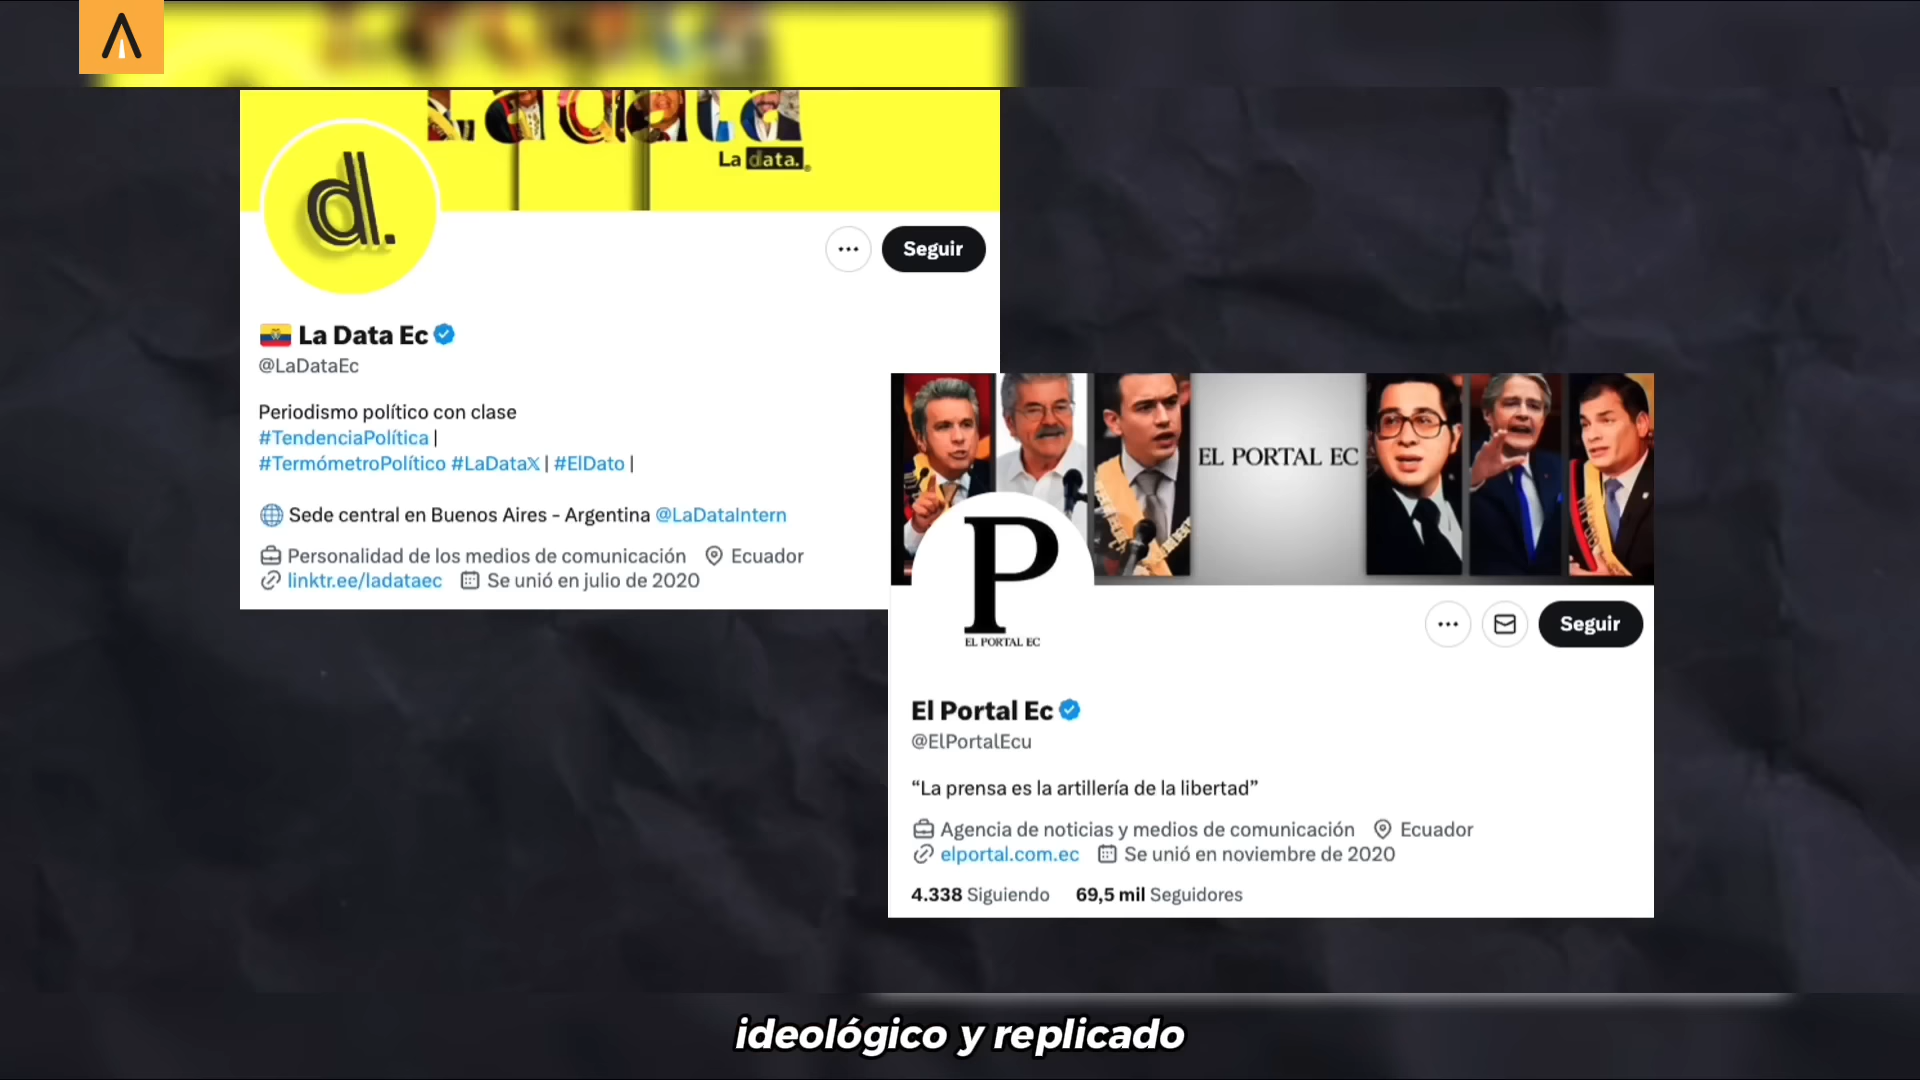 Ladata
La data.
d.
Seguir
La Data Ec
@LaDataEc
Periodismo político con clase
#TendenciaPolítica |
#TermómetroPolítico #LaData𝕏 | #ElDato |
Sede central en Buenos Aires - Argentina @LaDataIntern
Personalidad de los medios de comunicación Ecuador
linktr.ee/ladataec Se unió en julio de 2020
EL PORTAL EC
P
EL PORTAL EC
Seguir
El Portal Ec
@ElPortalEcu
“La prensa es la artillería de la libertad”
Agencia de noticias y medios de comunicación Ecuador
elportal.com.ec Se unió en noviembre de 2020
4.338 Siguiendo 69,5 mil Seguidores
ideológico y replicado